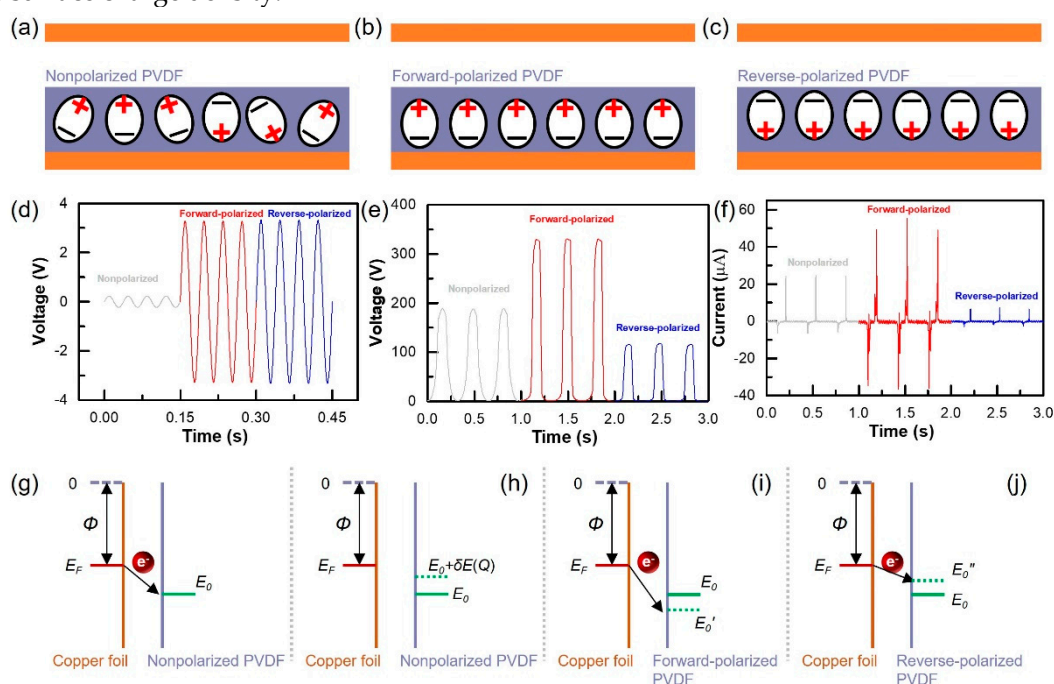 (a)
(b)
(c)
Nonpolarized PVDF
Forward-polarized PVDF
Reverse-polarized PVDF
(d)
Voltage (V)
4
2
0
-2
-4
Nonpolarized
Forward-polarized
Reverse-polarized
0.00
0.15
0.30
0.45
Time (s)
(e)
Voltage (V)
400
300
200
100
0
Nonpolarized
Forward-polarized
Reverse-polarized
0.0
0.5
1.0
1.5
2.0
2.5
3.0
Time (s)
(f)
Current (μA)
60
40
20
0
-20
-40
Forward-polarized
Nonpolarized
Reverse-polarized
0.0
0.5
1.0
1.5
2.0
2.5
3.0
Time (s)
(g)
0
Φ
E_F
e-
E_0
Copper foil
Nonpolarized PVDF
(h)
0
Φ
E_F
E_0+δE(Q)
E_0
Copper foil
Nonpolarized PVDF
(i)
0
Φ
E_F
e-
E_0
E_0'
Copper foil
Forward-polarized
PVDF
(j)
0
Φ
E_F
e-
E_0''
E_0
Copper foil
Reverse-polarized
PVDF